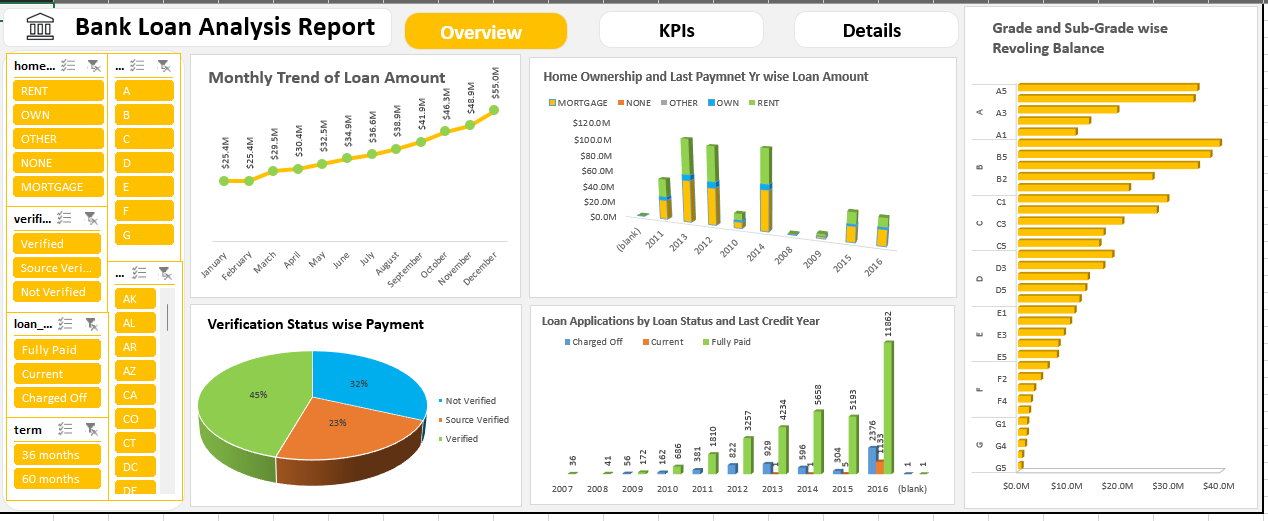 Bank Loan Analysis Report
Overview
KPIs
Details
home...
RENT
OWN
OTHER
NONE
MORTGAGE
verifi...
Verified
Source Veri...
Not Verified
loan_...
Fully Paid
Current
Charged Off
term
36 months
60 months
...
A
B
C
D
E
F
G
...
AK
AL
AR
AZ
CA
CO
CT
DC
DE
Monthly Trend of Loan Amount
$25.4M
$25.4M
$29.5M
$30.4M
$32.5M
$34.9M
$36.6M
$38.9M
$41.9M
$46.3M
$48.9M
$55.0M
January
February
March
April
May
June
July
August
September
October
November
December
Home Ownership and Last Paymnet Yr wise Loan Amount
MORTGAGE NONE OTHER OWN RENT
$120.0M
$100.0M
$80.0M
$60.0M
$40.0M
$20.0M
$0.0M
(blank)
2011
2013
2012
2010
2014
2008
2009
2015
2016
Verification Status wise Payment
45%
32%
23%
Not Verified
Source Verified
Verified
Loan Applications by Loan Status and Last Credit Year
Charged Off Current Fully Paid
36
41
56
172
162
686
381
1810
822
3257
929
1
4234
596
1
5658
304
5
5193
2376
1133
11862
1
1
2007 2008 2009 2010 2011 2012 2013 2014 2015 2016 (blank)
Grade and Sub-Grade wise
Revoling Balance
A
A5
A3
A1
B
B5
B2
C
C1
C3
C5
D
D3
D5
E
E1
E3
E5
F
F2
F4
G
G1
G4
G5
$0.0M $10.0M $20.0M $30.0M $40.0M